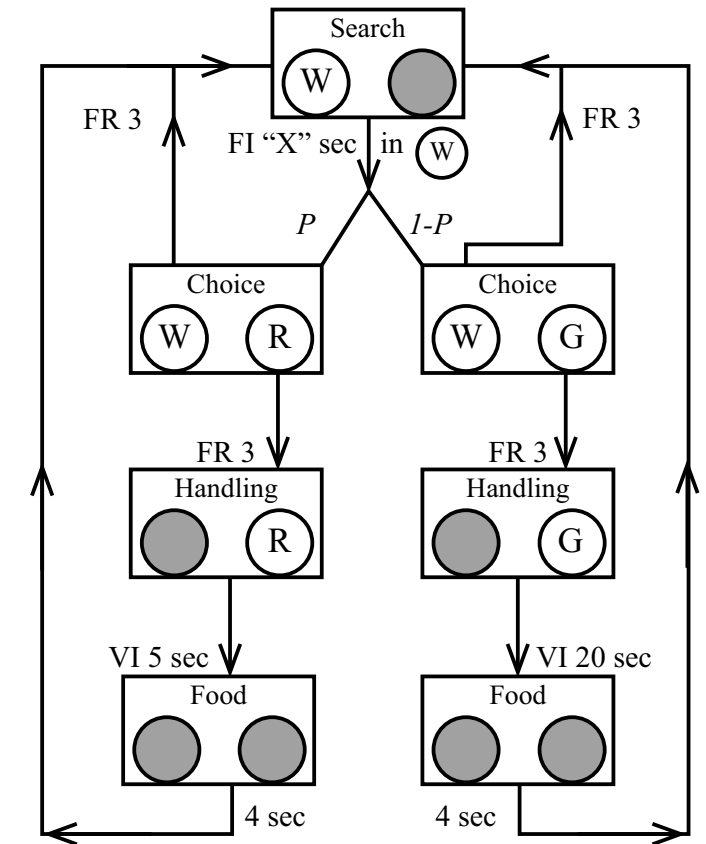 Search
W
FR 3
FR 3
FI “X” sec in W
P
1-P
Choice
Choice
W R
W G
FR 3
FR 3
Handling
Handling
R
G
VI 5 sec
VI 20 sec
Food
Food
4 sec
4 sec